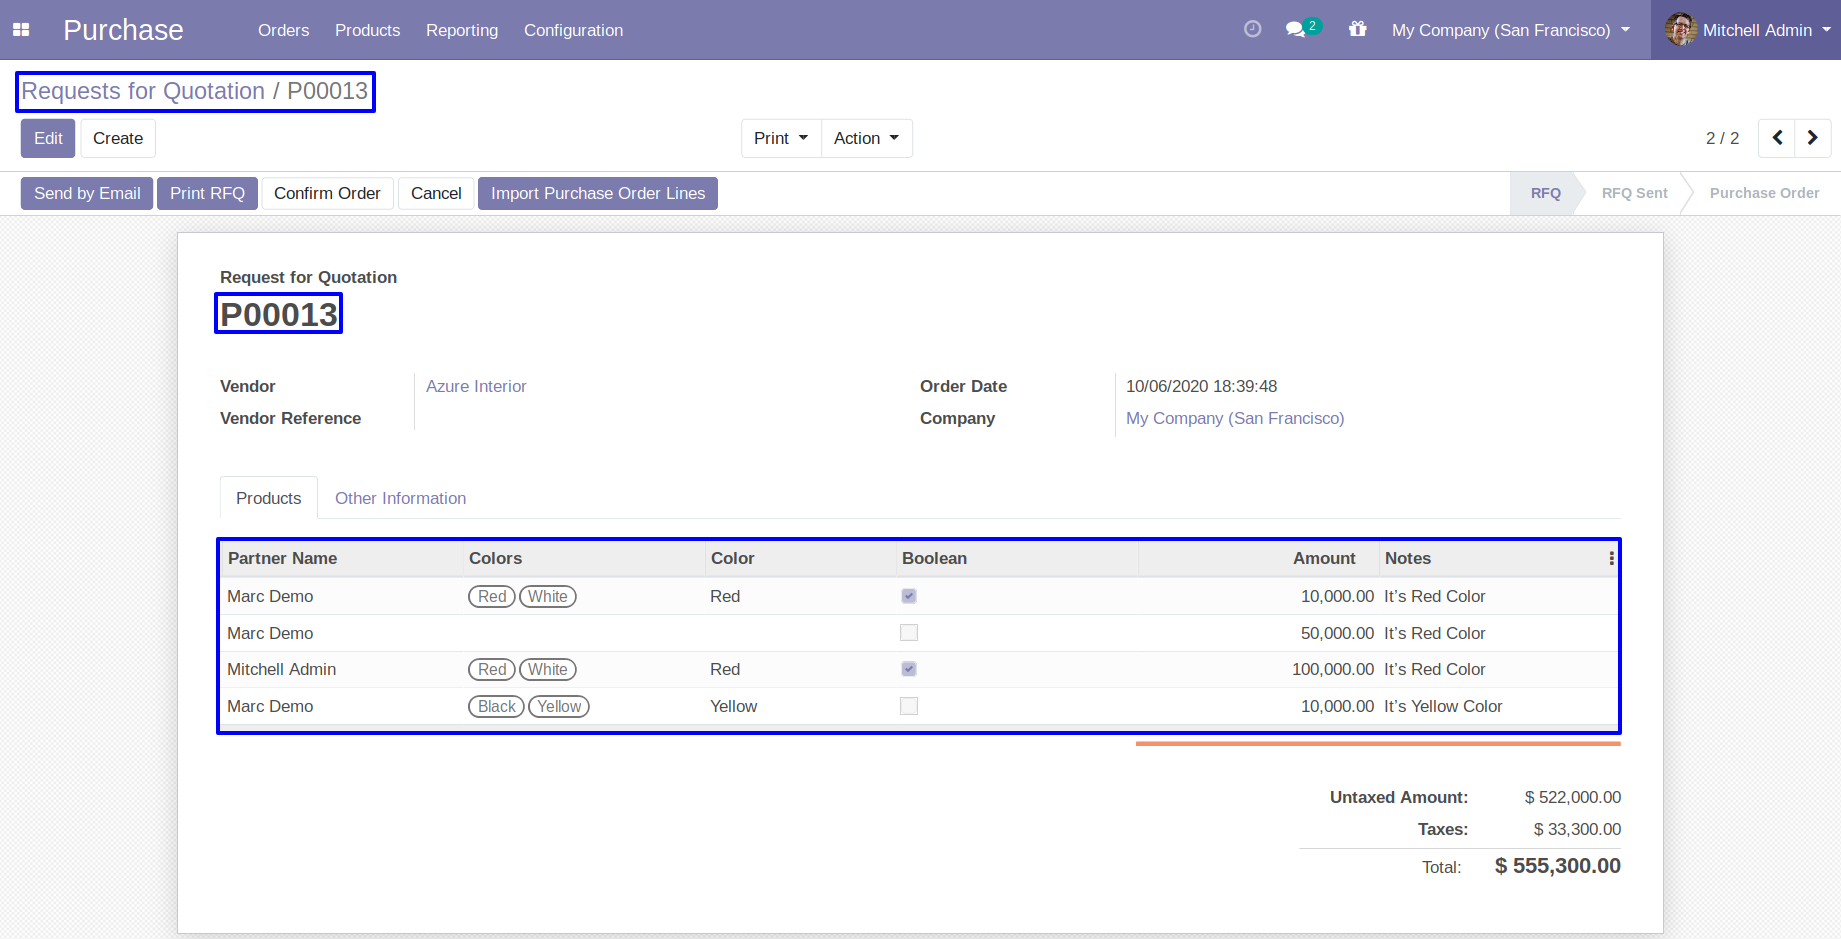 Purchase Orders Products Reporting Configuration 2 My Company (San Francisco) Mitchell Admin
Requests for Quotation / P00013
Edit Create Print Action 2 / 2
Send by Email Print RFQ Confirm Order Cancel Import Purchase Order Lines RFQ RFQ Sent Purchase Order
Request for Quotation
P00013
Vendor Azure Interior Order Date 10/06/2020 18:39:48
Vendor Reference Company My Company (San Francisco)
Products Other Information
Partner Name Colors Color Boolean Amount Notes
Marc Demo Red White Red 10,000.00 It's Red Color
Marc Demo 50,000.00 It's Red Color
Mitchell Admin Red White Red 100,000.00 It's Red Color
Marc Demo Black Yellow Yellow 10,000.00 It's Yellow Color
Untaxed Amount: $ 522,000.00
Taxes: $ 33,300.00
Total: $ 555,300.00